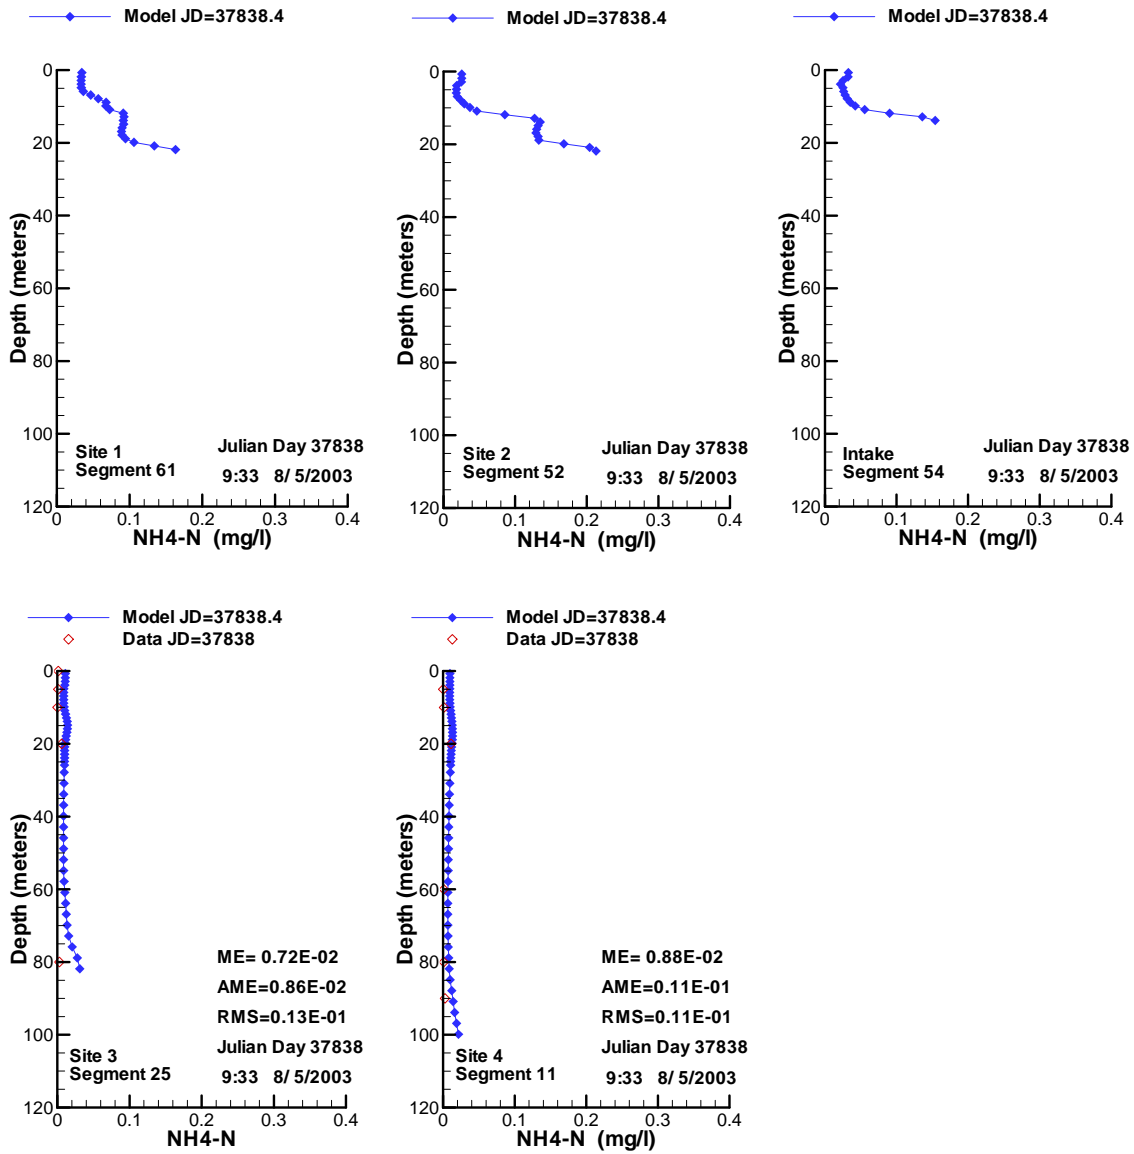 Model JD=37838.4
0
20
40
60
80
100
120
Depth (meters)
Site 1
Segment 61
Julian Day 37838
9:33 8/ 5/2003
0 0.1 0.2 0.3 0.4
NH4-N (mg/l)
Model JD=37838.4
0
20
40
60
80
100
120
Depth (meters)
Site 2
Segment 52
Julian Day 37838
9:33 8/ 5/2003
0 0.1 0.2 0.3 0.4
NH4-N (mg/l)
Model JD=37838.4
0
20
40
60
80
100
120
Depth (meters)
Intake
Segment 54
Julian Day 37838
9:33 8/ 5/2003
0 0.1 0.2 0.3 0.4
NH4-N (mg/l)
Model JD=37838.4
Data JD=37838
0
20
40
60
80
100
120
Depth (meters)
ME= 0.72E-02
AME=0.86E-02
RMS=0.13E-01
Site 3
Segment 25
Julian Day 37838
9:33 8/ 5/2003
0 0.1 0.2 0.3 0.4
NH4-N
Model JD=37838.4
Data JD=37838
0
20
40
60
80
100
120
Depth (meters)
ME= 0.88E-02
AME=0.11E-01
RMS=0.11E-01
Site 4
Segment 11
Julian Day 37838
9:33 8/ 5/2003
0 0.1 0.2 0.3 0.4
NH4-N (mg/l)